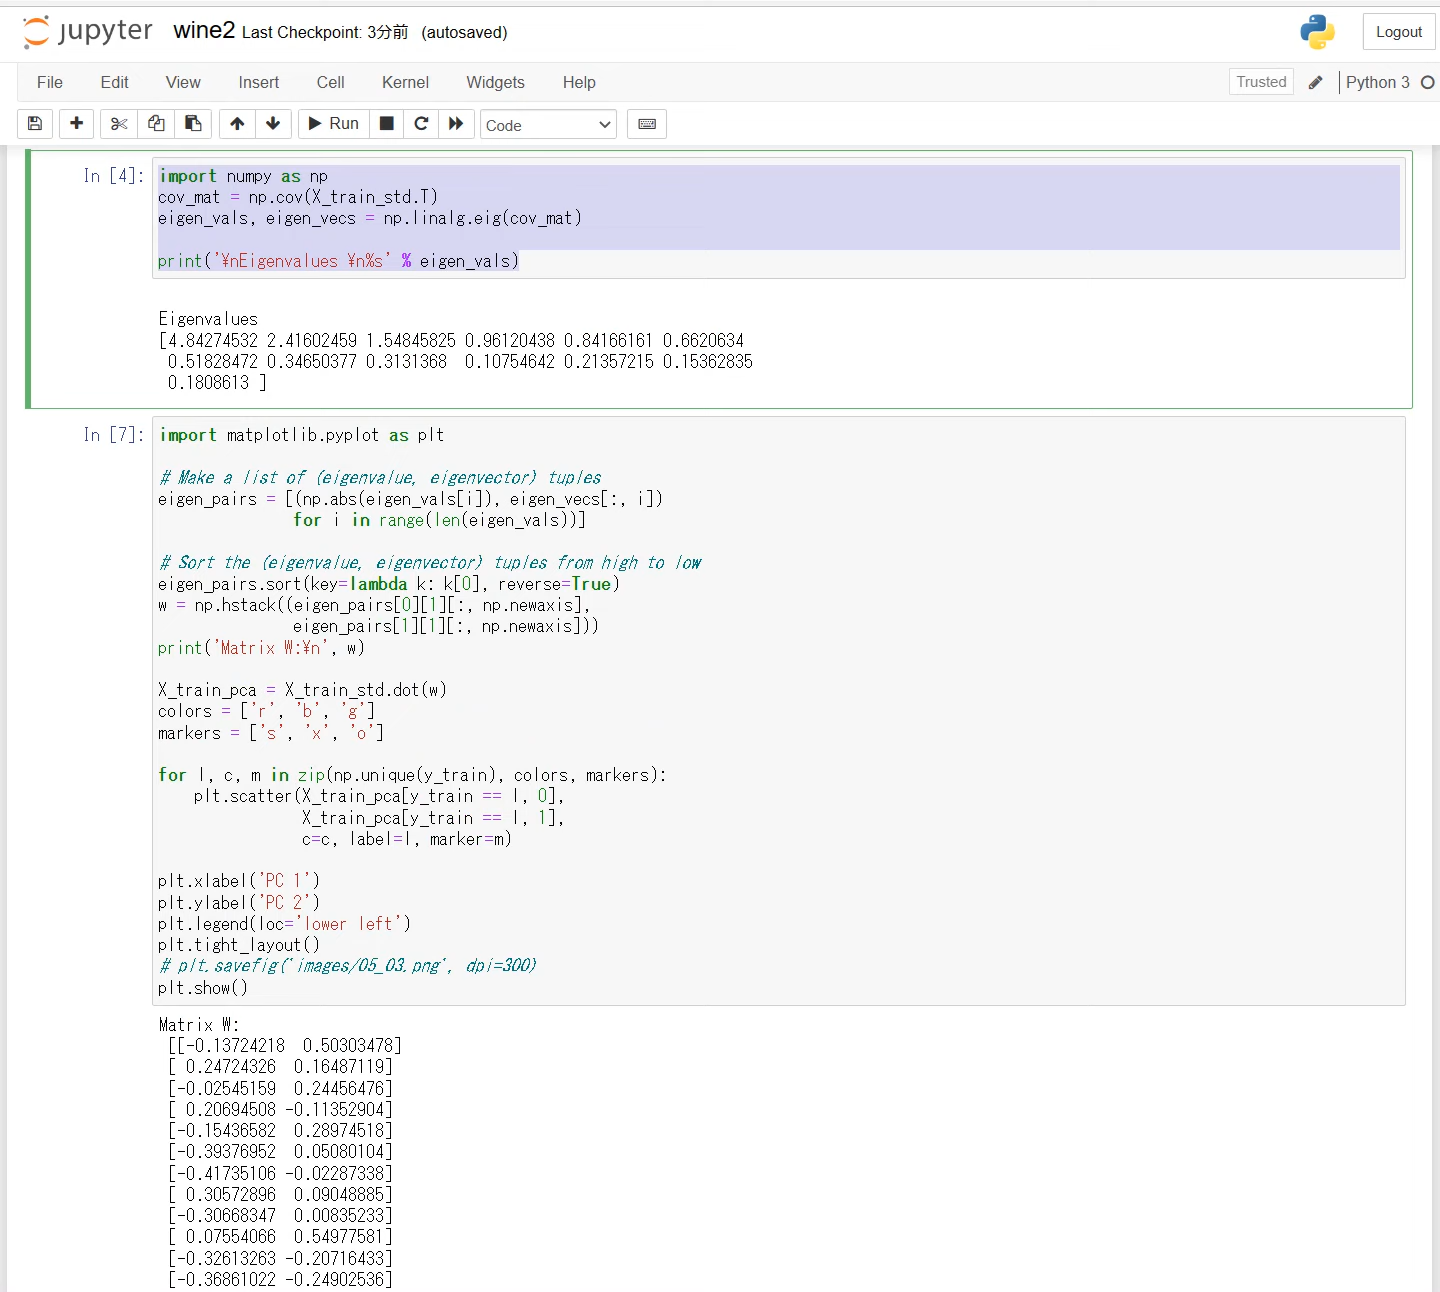 jupyter wine2 Last Checkpoint: 3分前 (autosaved) Logout
File Edit View Insert Cell Kernel Widgets Help Trusted Python 3
Run Code
In [4]: import numpy as np
cov_mat = np.cov(X_train_std.T)
eigen_vals, eigen_vecs = np.linalg.eig(cov_mat)
print('¥nEigenvalues ¥n%s' % eigen_vals)
Eigenvalues
[4.84274532 2.41602459 1.54845825 0.96120438 0.84166161 0.6620634
0.51828472 0.34650377 0.3131368 0.10754642 0.21357215 0.15362835
0.1808613 ]
In [7]: import matplotlib.pyplot as plt
# Make a list of (eigenvalue, eigenvector) tuples
eigen_pairs = [(np.abs(eigen_vals[i]), eigen_vecs[:, i])
for i in range(len(eigen_vals))]
# Sort the (eigenvalue, eigenvector) tuples from high to low
eigen_pairs.sort(key=lambda k: k[0], reverse=True)
w = np.hstack((eigen_pairs[0][1][:, np.newaxis],
eigen_pairs[1][1][:, np.newaxis]))
print('Matrix W:¥n', w)
X_train_pca = X_train_std.dot(w)
colors = ['r', 'b', 'g']
markers = ['s', 'x', 'o']
for l, c, m in zip(np.unique(y_train), colors, markers):
plt.scatter(X_train_pca[y_train == l, 0],
X_train_pca[y_train == l, 1],
c=c, label=l, marker=m)
plt.xlabel('PC 1')
plt.ylabel('PC 2')
plt.legend(loc='lower left')
plt.tight_layout()
# plt.savefig('images/05_03.png', dpi=300)
plt.show()
Matrix W:
[[-0.13724218 0.50303478]
[ 0.24724326 0.16487119]
[-0.02545159 0.24456476]
[ 0.20694508 -0.11352904]
[-0.15436582 0.28974518]
[-0.39376952 0.05080104]
[-0.41735106 -0.02287338]
[ 0.30572896 0.09048885]
[-0.30668347 0.00835233]
[ 0.07554066 0.54977581]
[-0.32613263 -0.20716433]
[-0.36861022 -0.24902536]